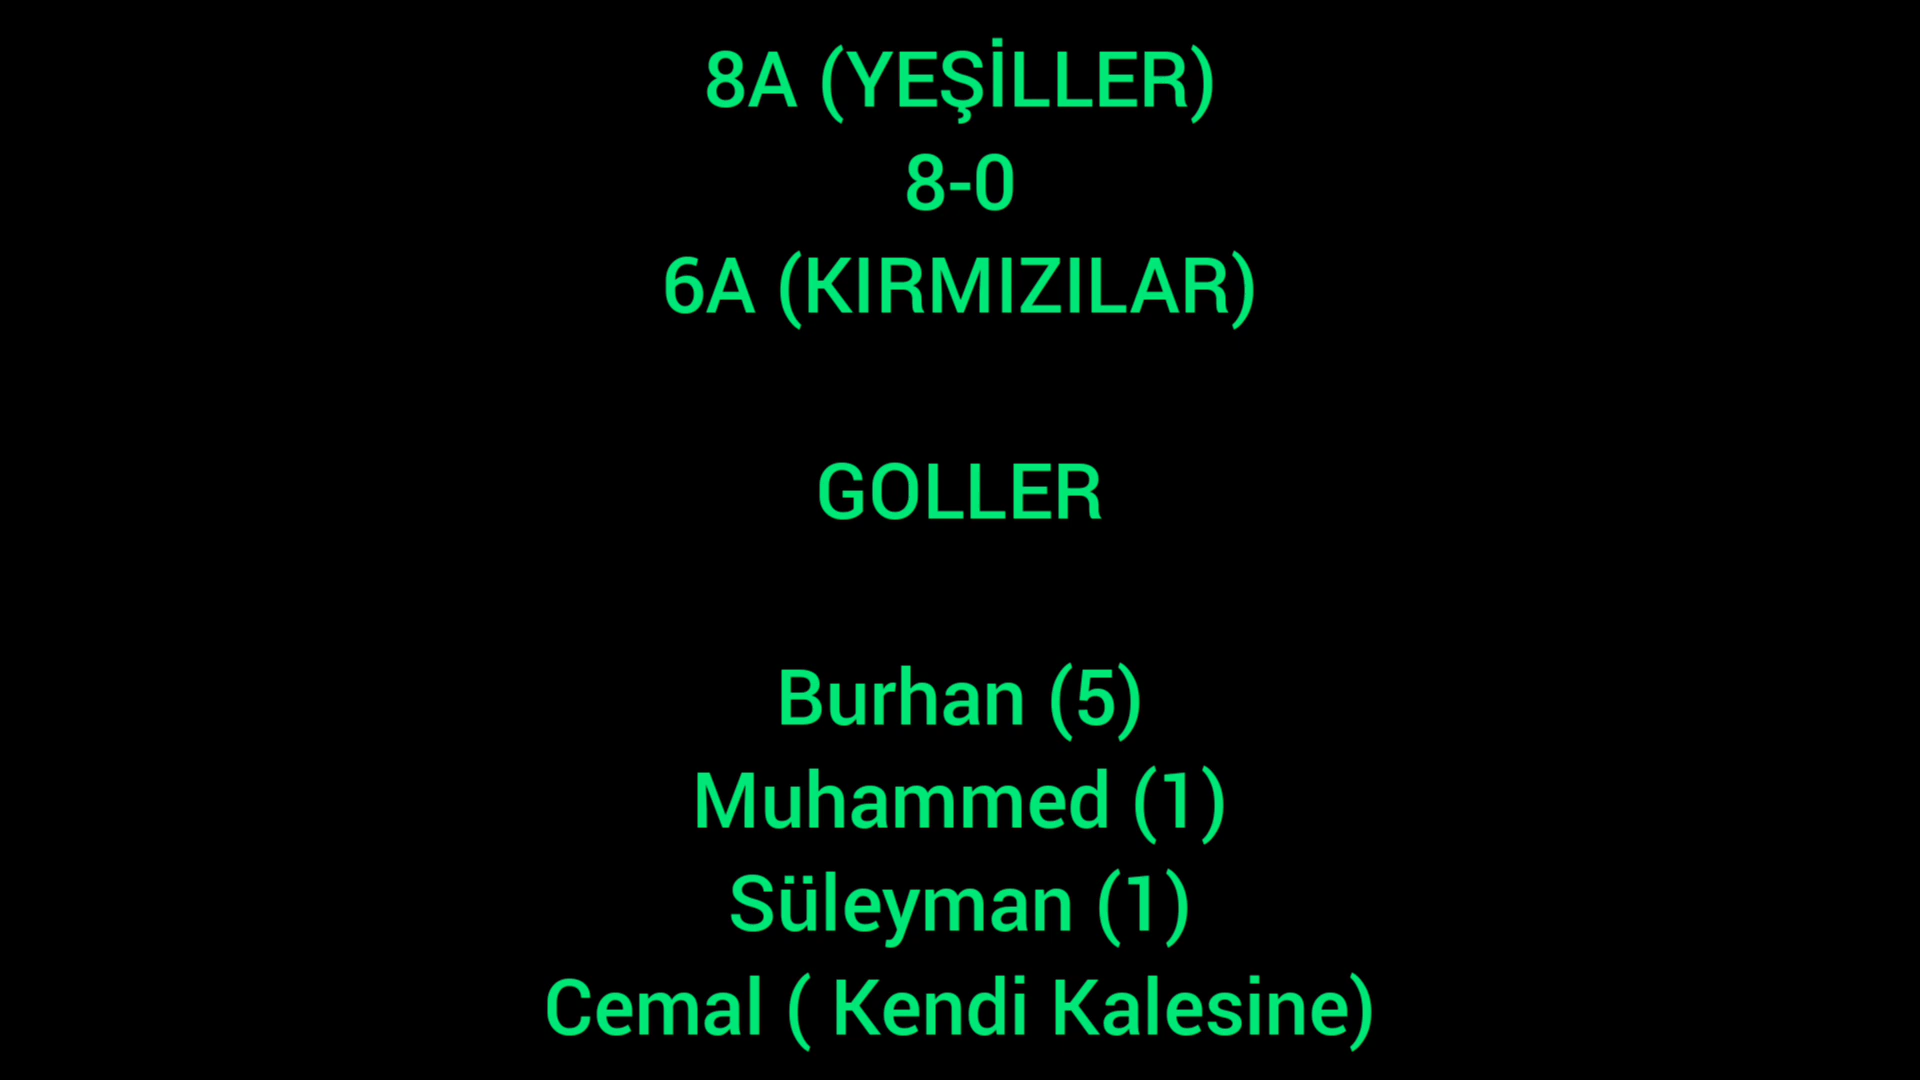 8A (YEŞİLLER)
8-0
6A (KIRMIZILAR)
GOLLER
Burhan (5)
Muhammed (1)
Süleyman (1)
Cemal ( Kendi Kalesine)